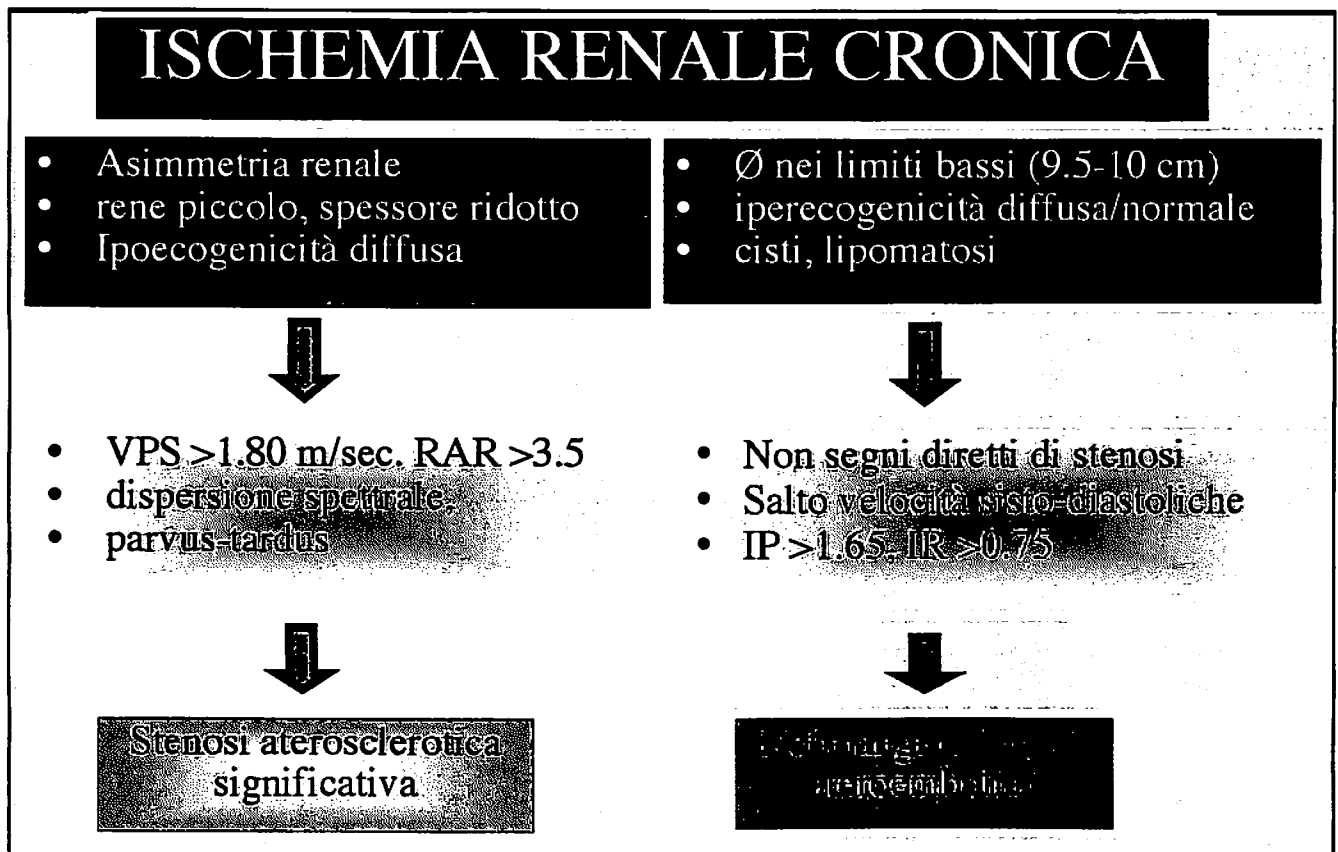 ISCHEMIA RENALE CRONICA
• Asimmetria renale
• rene piccolo, spessore ridotto
• Ipoecogenicità diffusa
• Ø nei limiti bassi (9.5-10 cm)
• iperecogenicità diffusa/normale
• cisti, lipomatosi
• VPS >1.80 m/sec. RAR >3.5
• dispersione spettrale,
• parvus-tardus
• Non segni diretti di stenosi
• Salto velocità sisto-diastoliche
• IP >1.65, IR >0.75
Stenosi aterosclerotica
significativa